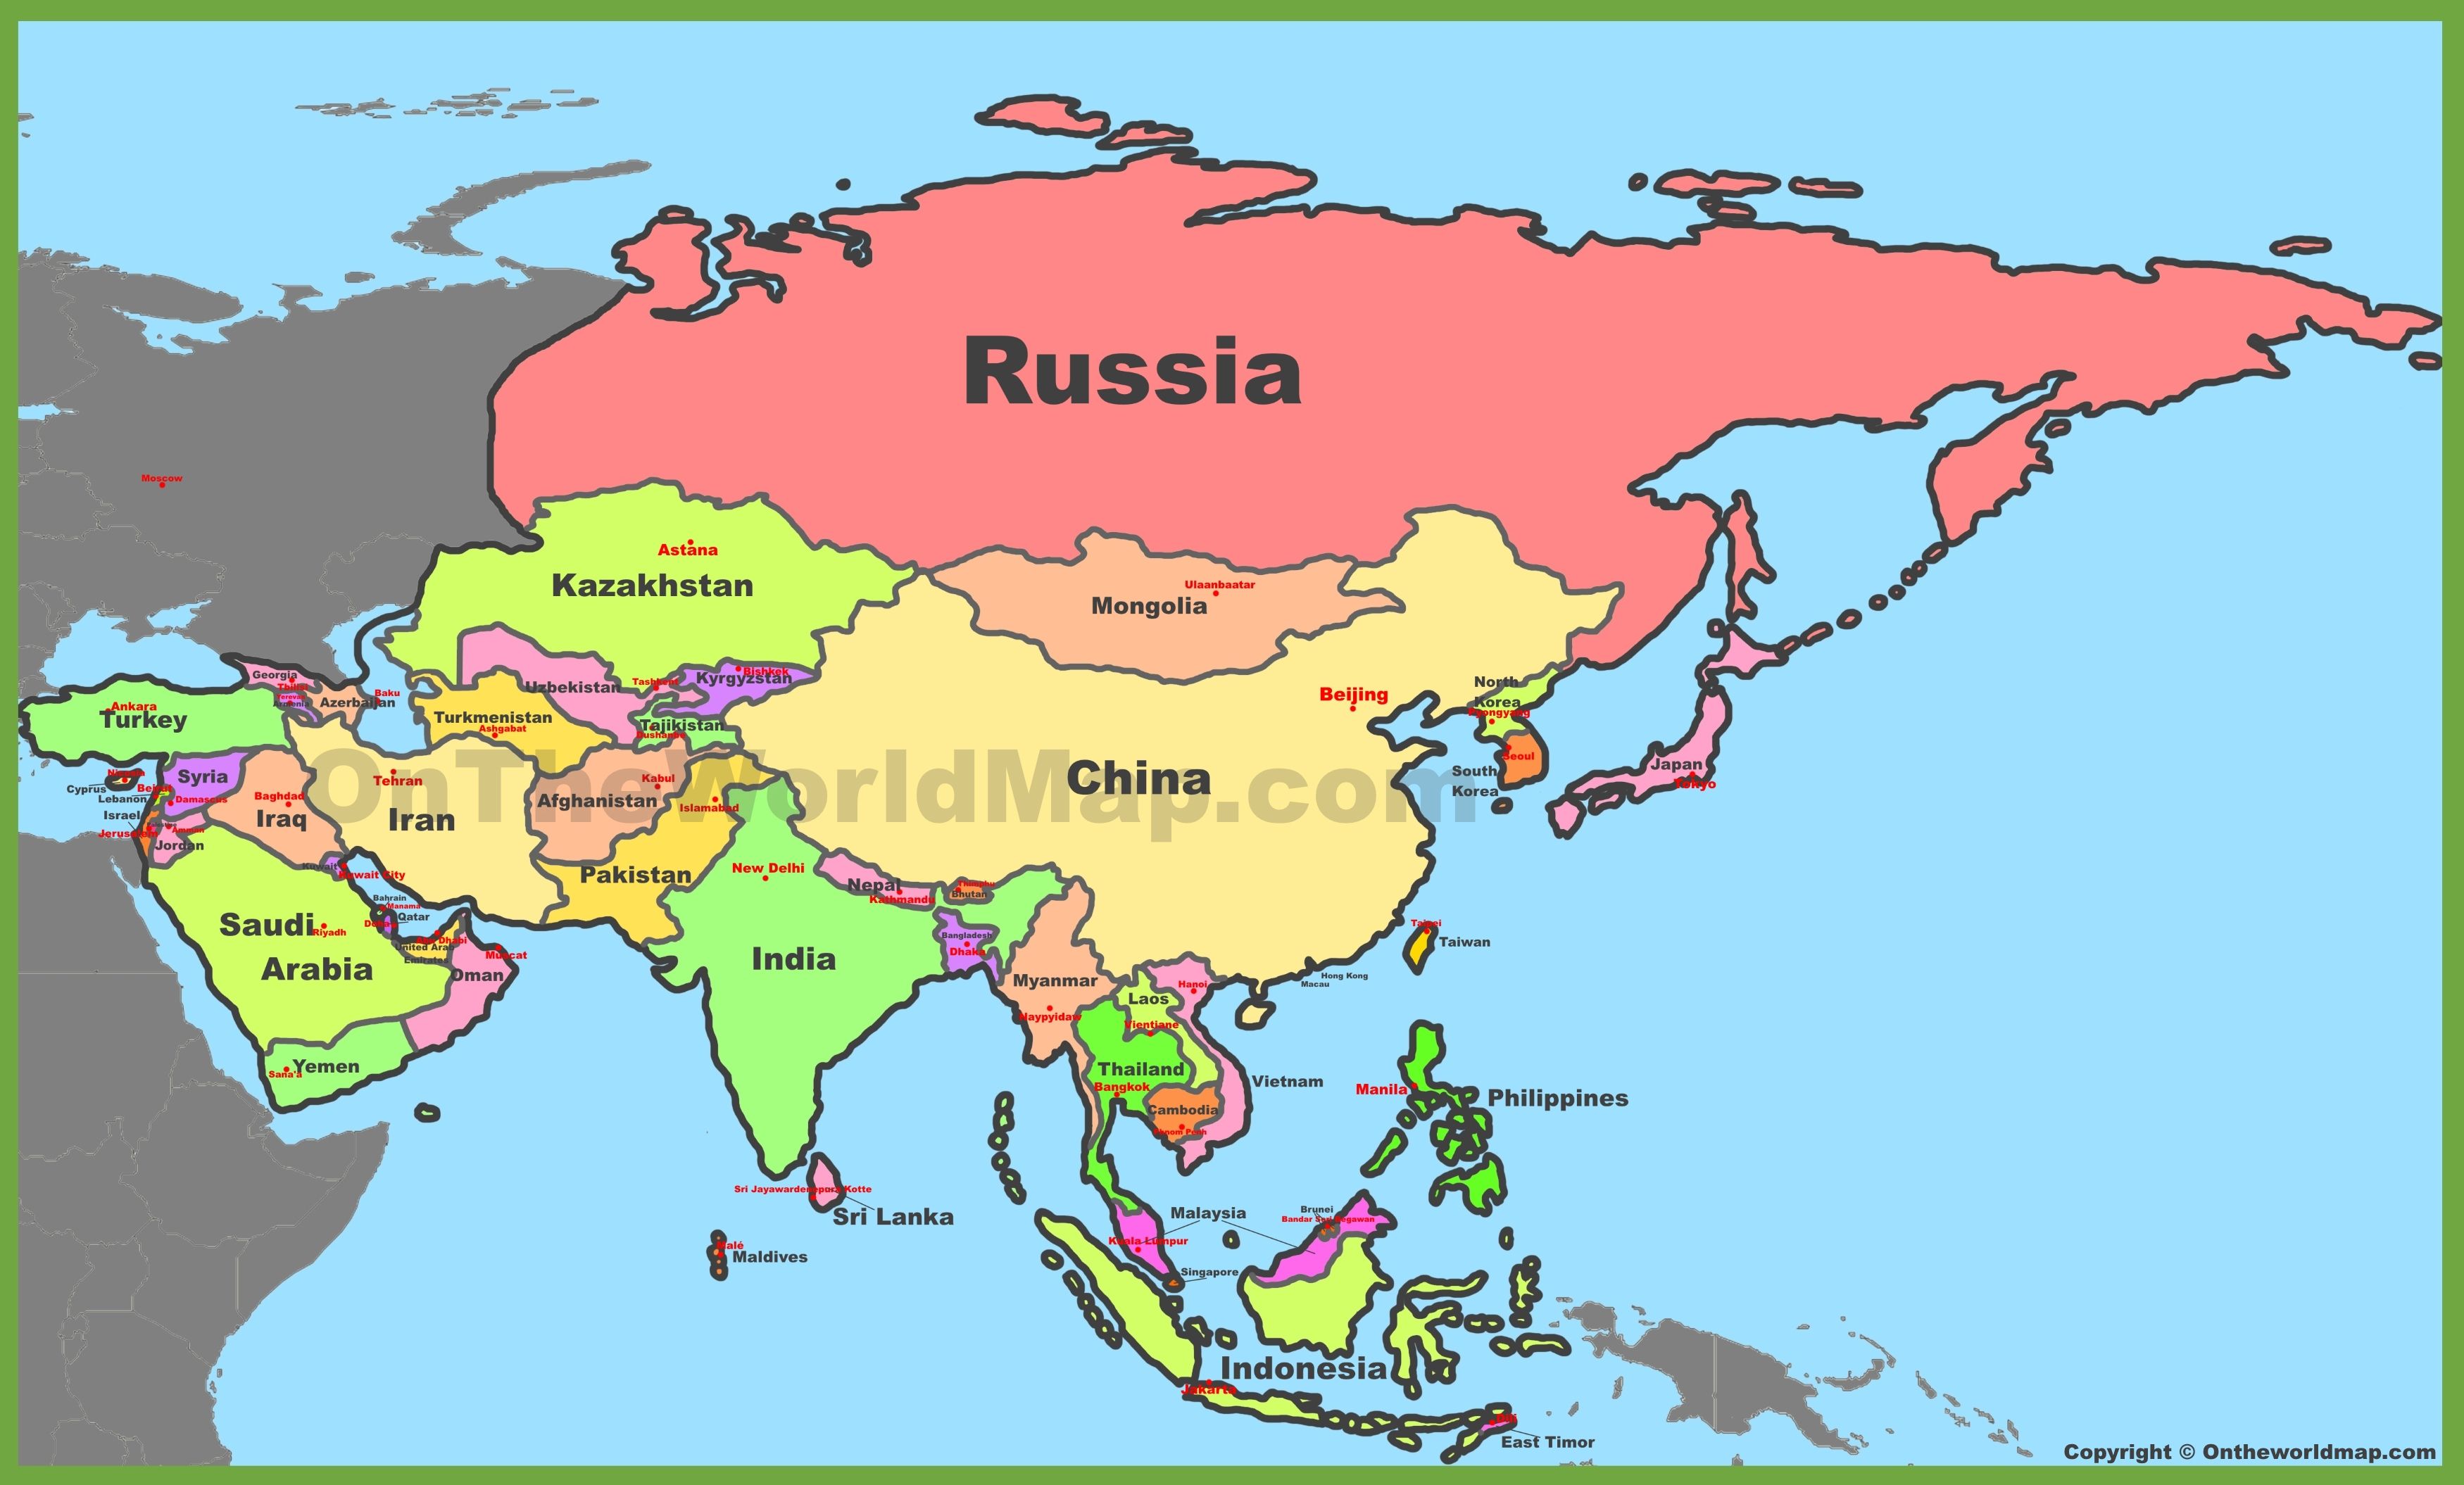 Russia
Moscow
Astana
Kazakhstan
Ulaanbaatar
Mongolia
Georgia
Tbilisi
Yerevan
Armenia
Baku
Azerbaijan
Ankara
Turkey
Uzbekistan
Tashkent
Bishkek
Kyrgyzstan
Turkmenistan
Ashgabat
Tajikistan
Dushanbe
Beijing
North
Korea
Pyongyang
Seoul
South
Korea
Japan
Tokyo
OnTheWorldMap.com
China
Nicosia
Cyprus
Syria
Lebanon
Beirut
Damascus
Israel
Jerusalem
Amman
Jordan
Baghdad
Iraq
Tehran
Iran
Kabul
Afghanistan
Islamabad
Pakistan
Kuwait
Kuwait City
New Delhi
Nepal
Kathmandu
Thimphu
Bhutan
Bahrain
Manama
Qatar
Doha
Saudi
Riyadh
Arabia
Abu Dhabi
United Arab
Emirates
Muscat
Oman
India
Bangladesh
Dhaka
Taipei
Taiwan
Hong Kong
Macau
Myanmar
Naypyidaw
Laos
Hanoi
Vientiane
Yemen
Sana'a
Thailand
Bangkok
Vietnam
Cambodia
Phnom Penh
Manila
Philippines
Sri Jayawardenepura Kotte
Sri Lanka
Malé
Maldives
Malaysia
Kuala Lumpur
Brunei
Bandar Seri Begawan
Singapore
Indonesia
Jakarta
Dili
East Timor
Copyright © Ontheworldmap.com